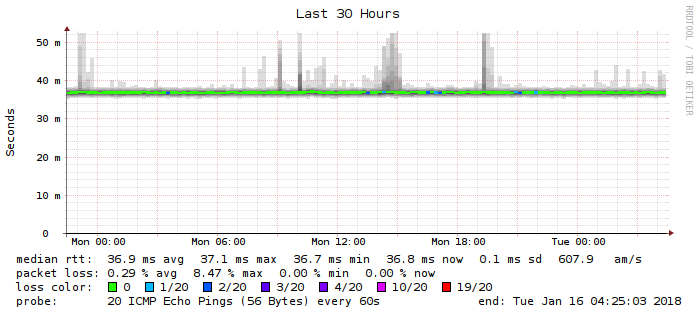 Last 30 Hours
RRDTOOL / TOBI OETIKER
Seconds
50 m
40 m
30 m
20 m
10 m
0
Mon 00:00 Mon 06:00 Mon 12:00 Mon 18:00 Tue 00:00
median rtt: 36.9 ms avg 37.1 ms max 36.7 ms min 36.8 ms now 0.1 ms sd 607.9 am/s
packet loss: 0.29 % avg 8.47 % max 0.00 % min 0.00 % now
loss color: 0 1/20 2/20 3/20 4/20 10/20 19/20
probe: 20 ICMP Echo Pings (56 Bytes) every 60s end: Tue Jan 16 04:25:03 2018